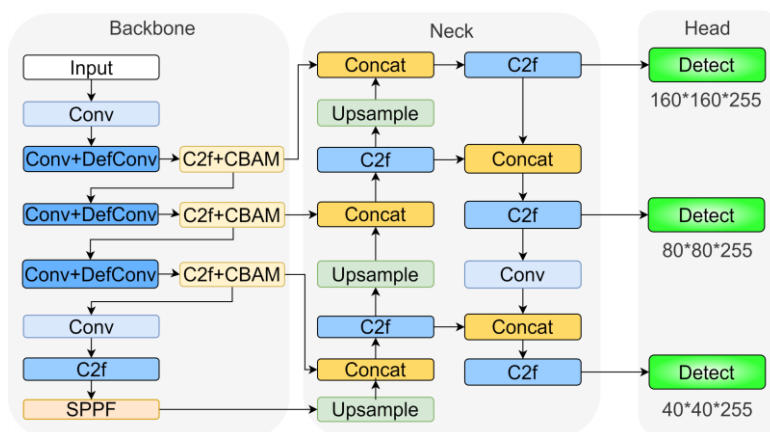 Backbone
Input
Conv
Conv+DefConv
C2f+CBAM
Conv+DefConv
C2f+CBAM
Conv+DefConv
C2f+CBAM
Conv
C2f
SPPF
Neck
Concat
C2f
Upsample
C2f
Concat
Concat
C2f
Upsample
Conv
C2f
Concat
Concat
C2f
Upsample
Head
Detect
160*160*255
Detect
80*80*255
Detect
40*40*255